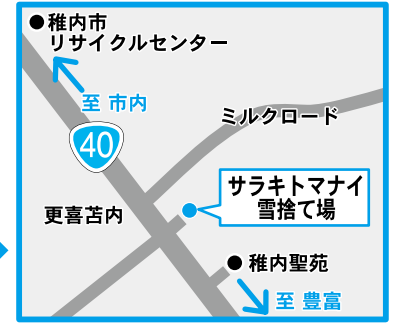 稚内市
リサイクルセンター
至 市内
ミルクロード
40
サラキトマナイ
雪捨て場
更喜苫内
稚内聖苑
至 豊富